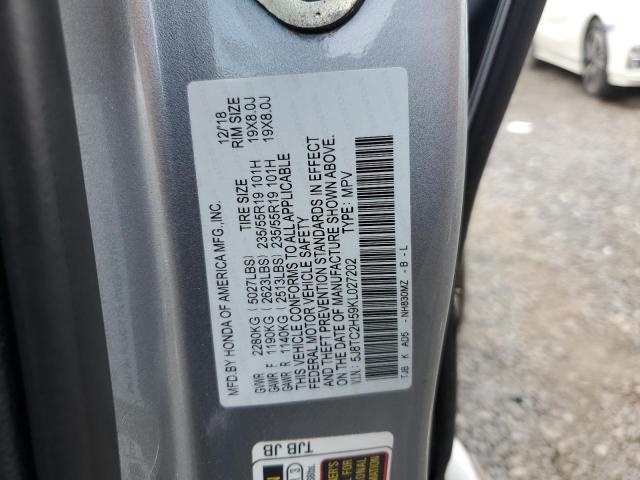 MFD.BY HONDA OF AMERICA MFG.,INC. 12/18
TIRE SIZE RIM SIZE
GVWR 2280KG (5027LBS)
GAWR F 1190KG (2623LBS) 235/55R19 101H 19X8.0J
GAWR R 1140KG (2513LBS) 235/55R19 101H 19X8.0J
THIS VEHICLE CONFORMS TO ALL APPLICABLE
FEDERAL MOTOR VEHICLE SAFETY
AND THEFT PREVENTION STANDARDS IN EFFECT
ON THE DATE OF MANUFACTURE SHOWN ABOVE.
V.I.N.: 5J8TC2H59KL027202 TYPE: MPV
TJB K AD5 -NH830MZ -B -L
TJB JB